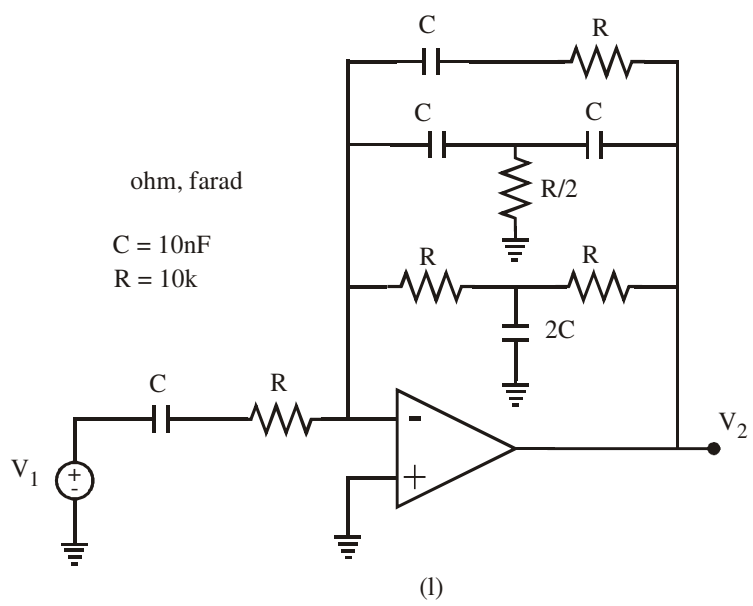 C
R
C
C
ohm, farad
R/2
C = 10nF
R = 10k
R
R
2C
C
R
-
V2
V1
+
-
+
(l)